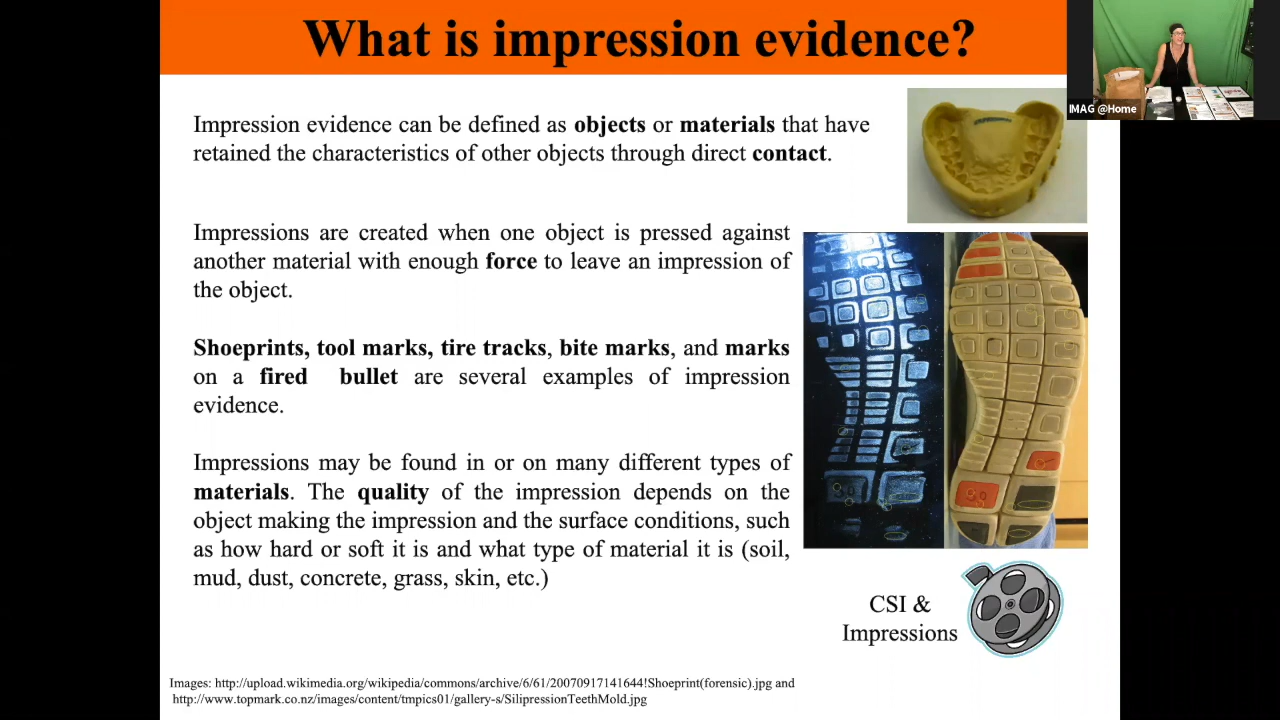 What is impression evidence?
IMAG @Home
Impression evidence can be defined as objects or materials that have
retained the characteristics of other objects through direct contact.
Impressions are created when one object is pressed against
another material with enough force to leave an impression of
the object.
Shoeprints, tool marks, tire tracks, bite marks, and marks
on a fired bullet are several examples of impression
evidence.
Impressions may be found in or on many different types of
materials. The quality of the impression depends on the
object making the impression and the surface conditions, such
as how hard or soft it is and what type of material it is (soil,
mud, dust, concrete, grass, skin, etc.)
CSI &
Impressions
Images: http://upload.wikimedia.org/wikipedia/commons/archive/6/61/20070917141644!Shoeprint(forensic).jpg and
http://www.topmark.co.nz/images/content/tmpics01/gallery-s/SilipressionTeethMold.jpg